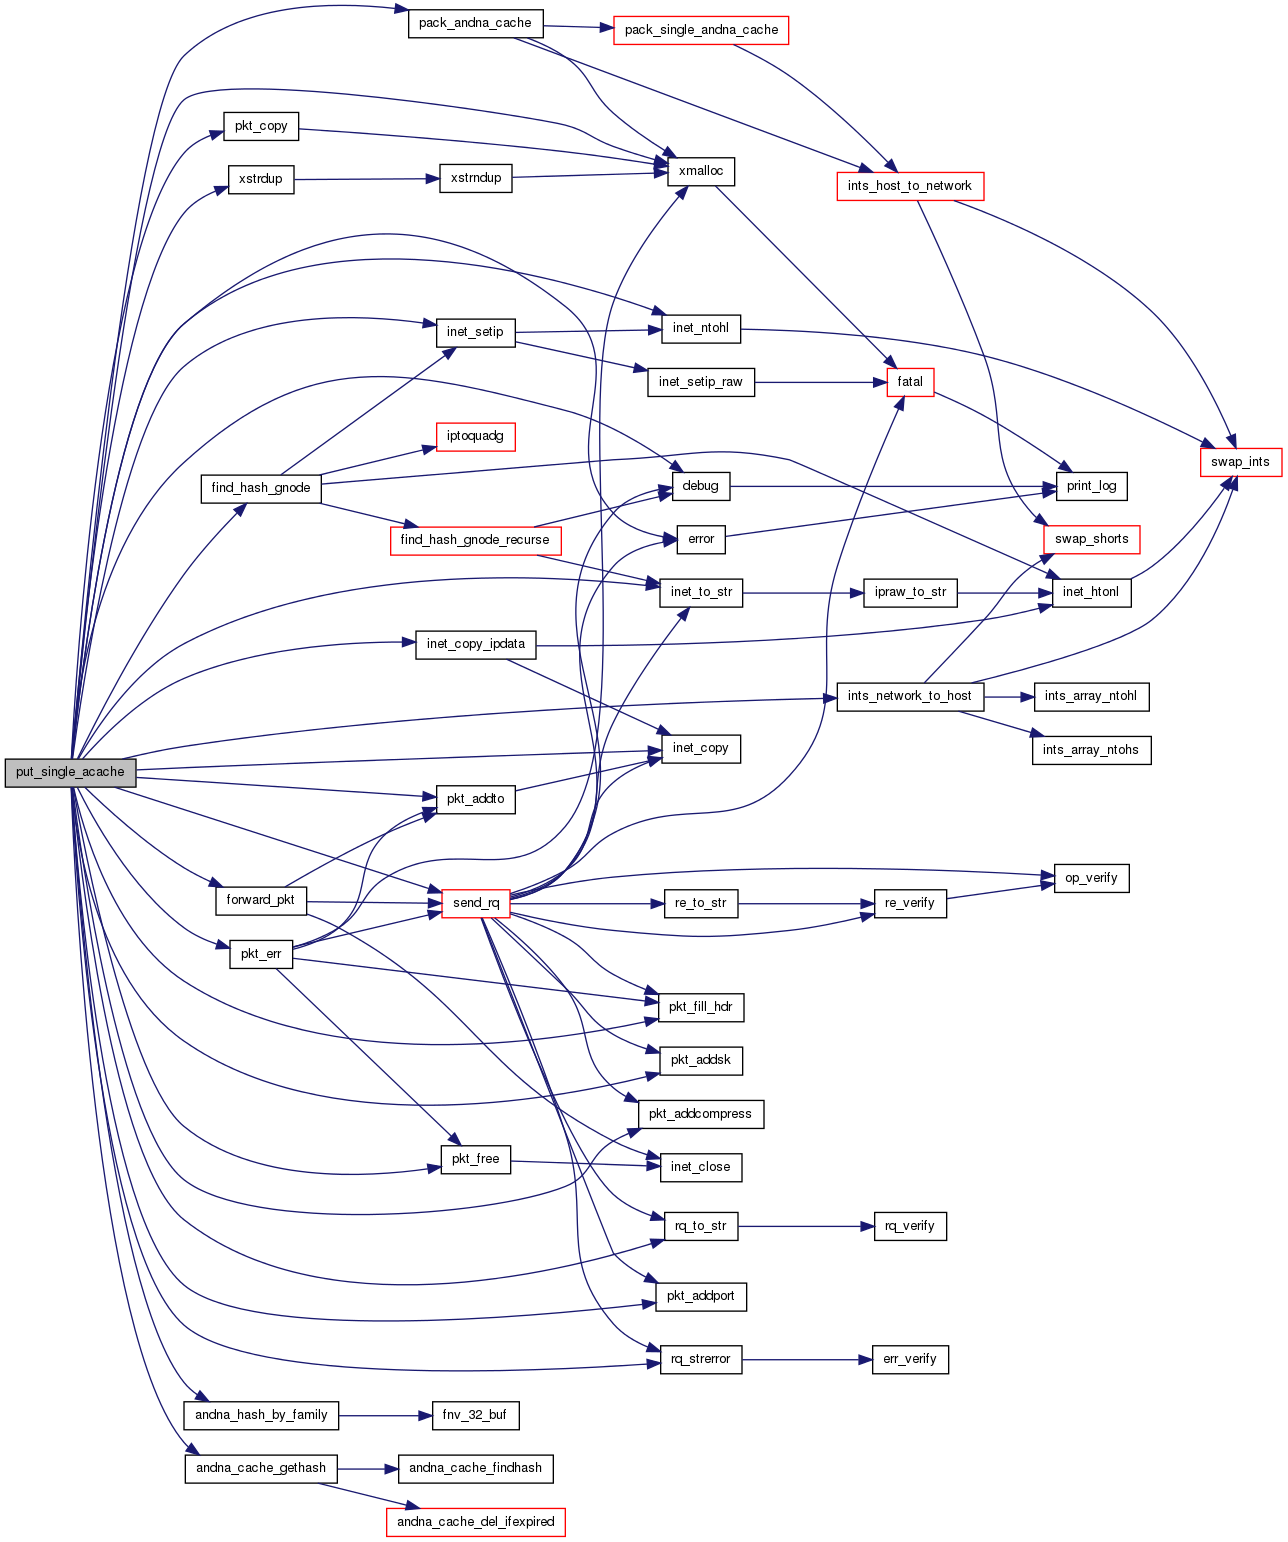 pack_andna_cache
pack_single_andna_cache
pkt_copy
xmalloc
xstrdup
xstrndup
ints_host_to_network
inet_setip
inet_ntohl
inet_setip_raw
fatal
iptoquadg
swap_ints
find_hash_gnode
debug
print_log
find_hash_gnode_recurse
error
swap_shorts
inet_to_str
ipraw_to_str
inet_htonl
inet_copy_ipdata
ints_network_to_host
ints_array_ntohl
inet_copy
ints_array_ntohs
put_single_acache
pkt_addto
op_verify
forward_pkt
send_rq
re_to_str
re_verify
pkt_err
pkt_fill_hdr
pkt_addsk
pkt_addcompress
pkt_free
inet_close
rq_to_str
rq_verify
pkt_addport
rq_strerror
err_verify
andna_hash_by_family
fnv_32_buf
andna_cache_gethash
andna_cache_findhash
andna_cache_del_ifexpired